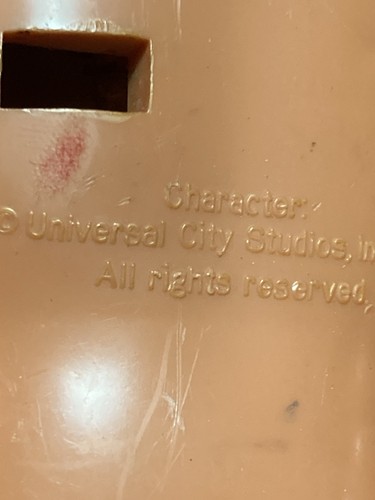 Character:
© Universal City Studios, In
All rights reserved.